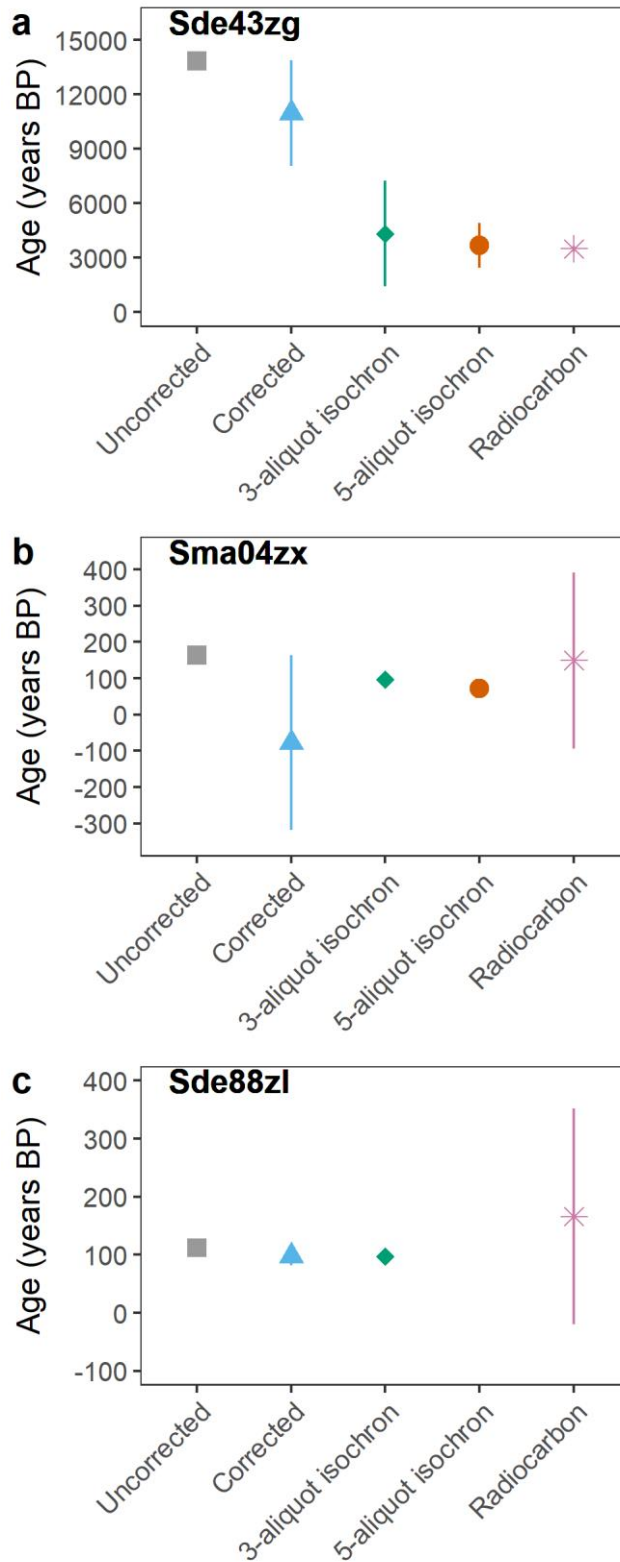 a
Sde43zg
Age (years BP)
15000
12000
9000
6000
3000
0
Uncorrected
Corrected
3-aliquot isochron
5-aliquot isochron
Radiocarbon
b
Sma04zx
Age (years BP)
400
300
200
100
0
-100
-200
-300
Uncorrected
Corrected
3-aliquot isochron
5-aliquot isochron
Radiocarbon
c
Sde88zl
Age (years BP)
400
300
200
100
0
-100
Uncorrected
Corrected
3-aliquot isochron
5-aliquot isochron
Radiocarbon